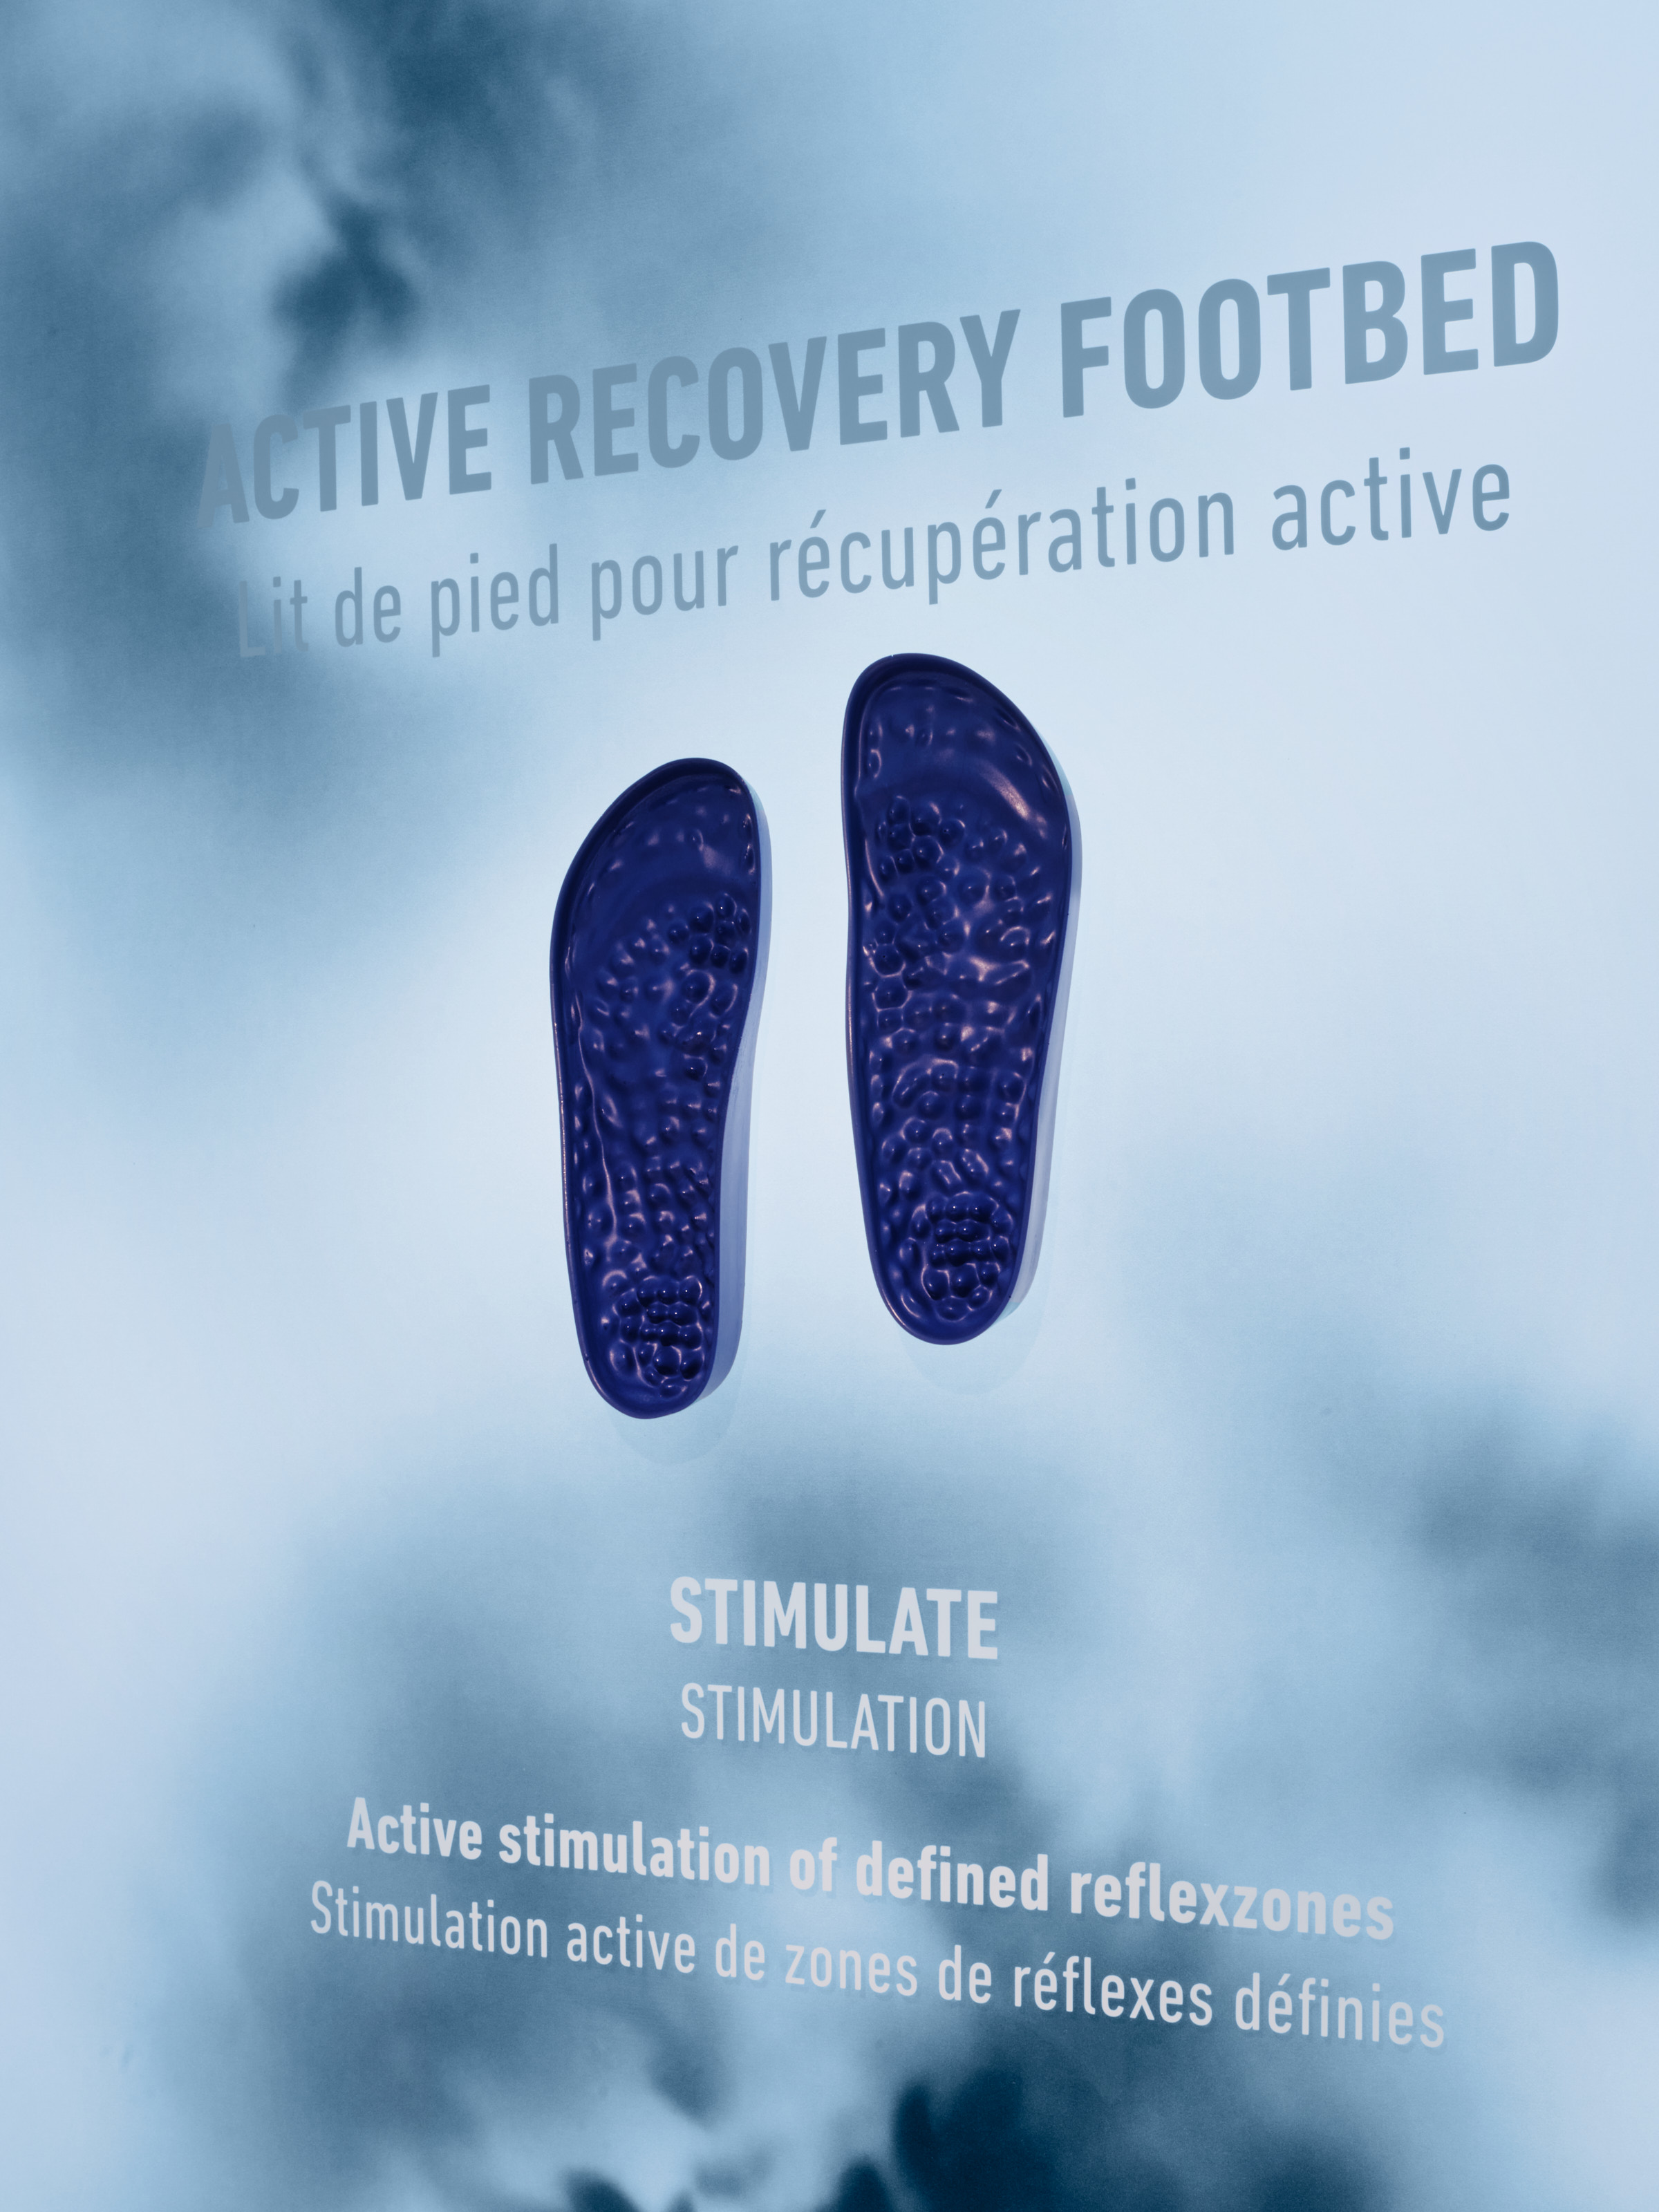 ACTIVE RECOVERY FOOTBED
Lit de pied pour récupération active
STIMULATE
STIMULATION
Active stimulation of defined reflexzones
Stimulation active de zones de réflexes définies